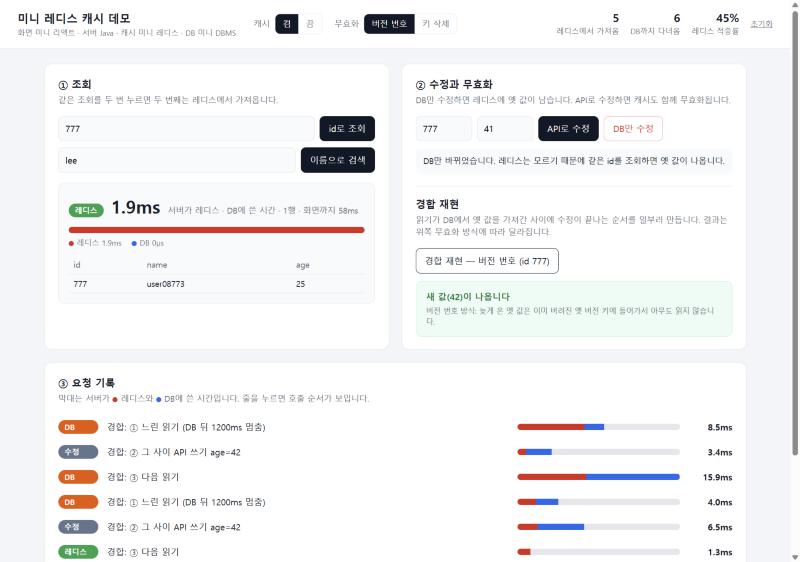 미니 레디스 캐시 데모
화면 미니 리액트 · 서버 Java · 캐시 미니 레디스 · DB 미니 DBMS
캐시 켬 끔 무효화 버전 번호 키 삭제
5 레디스에서 가져옴
6 DB까지 다녀옴
45% 레디스 적중률
초기화
① 조회
같은 조회를 두 번 누르면 두 번째는 레디스에서 가져옵니다.
777 id로 조회
lee 이름으로 검색
레디스 1.9ms 서버가 레디스 · DB에 쓴 시간 · 1행 · 화면까지 58ms
레디스 1.9ms DB 0μs
id name age
777 user08773 25
② 수정과 무효화
DB만 수정하면 레디스에 옛 값이 남습니다. API로 수정하면 캐시도 함께 무효화됩니다.
777 41 API로 수정 DB만 수정
DB만 바뀌었습니다. 레디스는 모르기 때문에 같은 id를 조회하면 옛 값이 나옵니다.
경합 재현
읽기가 DB에서 옛 값을 가져간 사이에 수정이 끝나는 순서를 일부러 만듭니다. 결과는
위쪽 무효화 방식에 따라 달라집니다.
경합 재현 — 버전 번호 (id 777)
새 값(42)이 나옵니다
버전 번호 방식: 늦게 온 옛 값은 이미 버려진 옛 버전 키에 들어가서 아무도 읽지 않습니
다.
③ 요청 기록
막대는 서버가 레디스와 DB에 쓴 시간입니다. 줄을 누르면 호출 순서가 보입니다.
DB 경합: ① 느린 읽기 (DB 뒤 1200ms 멈춤) 8.5ms
수정 경합: ② 그 사이 API 쓰기 age=42 3.4ms
DB 경합: ③ 다음 읽기 15.9ms
DB 경합: ① 느린 읽기 (DB 뒤 1200ms 멈춤) 4.0ms
수정 경합: ② 그 사이 API 쓰기 age=42 6.5ms
레디스 경합: ③ 다음 읽기 1.3ms